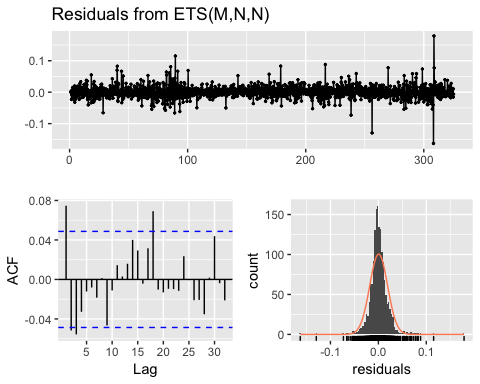 Residuals from ETS(M,N,N)
0.1
0.0
-0.1
0 100 200 300
0.08
0.04
0.00
-0.04
ACF
5 10 15 20 25 30
Lag
150
100
50
0
count
-0.1 0.0 0.1
residuals